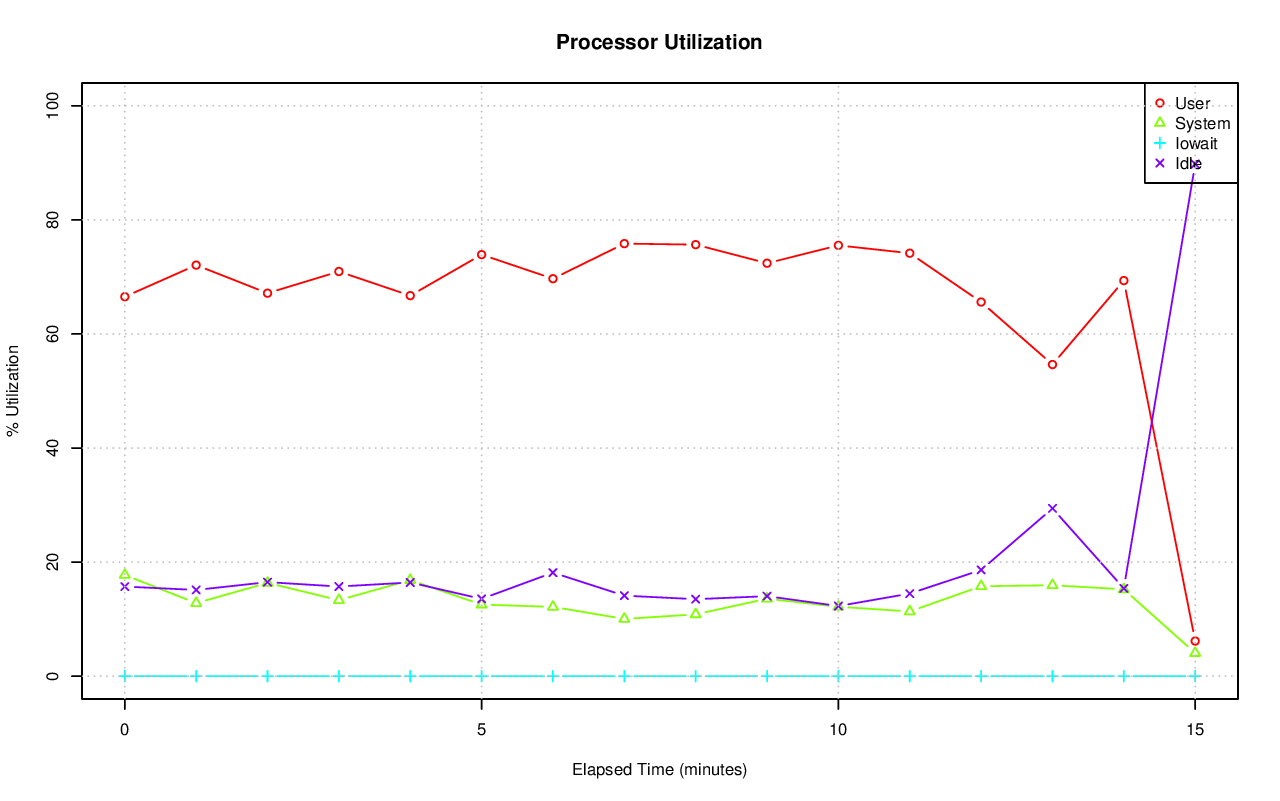 Processor Utilization
% Utilization
100
80
60
40
20
0
User
System
Iowait
Idle
0 5 10 15
Elapsed Time (minutes)